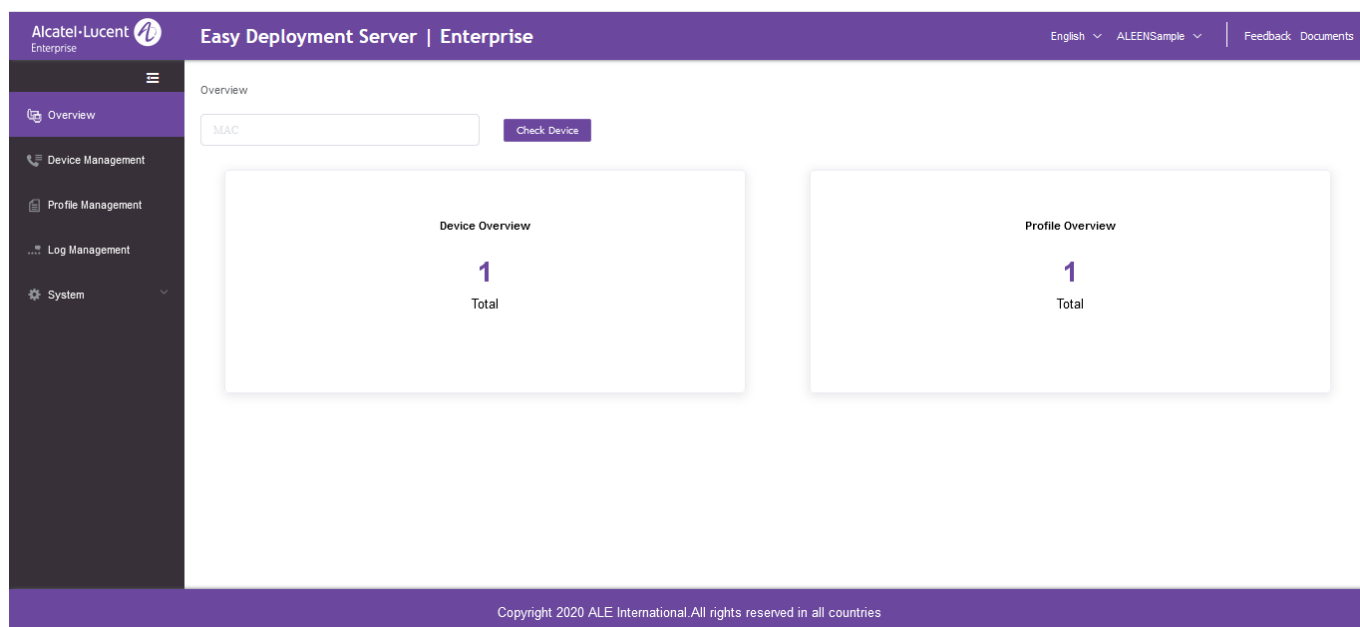 Alcatel·Lucent
Enterprise
Easy Deployment Server | Enterprise
English
ALEENSample
Feedback Documents
Overview
Device Management
Profile Management
Log Management
System
Overview
MAC
Check Device
Device Overview
1
Total
Profile Overview
1
Total
Copyright 2020 ALE International.All rights reserved in all countries